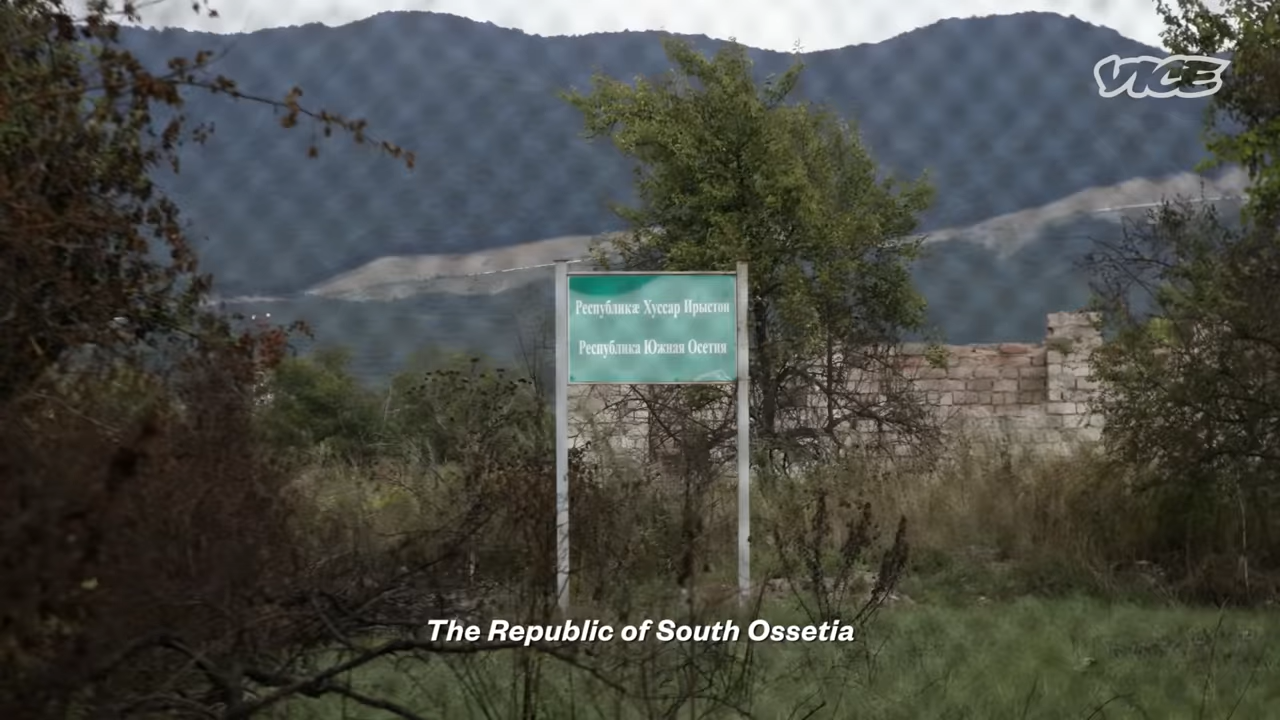 VICE
Республикæ Хуссар Ирыстон
Республика Южная Осетия
The Republic of South Ossetia